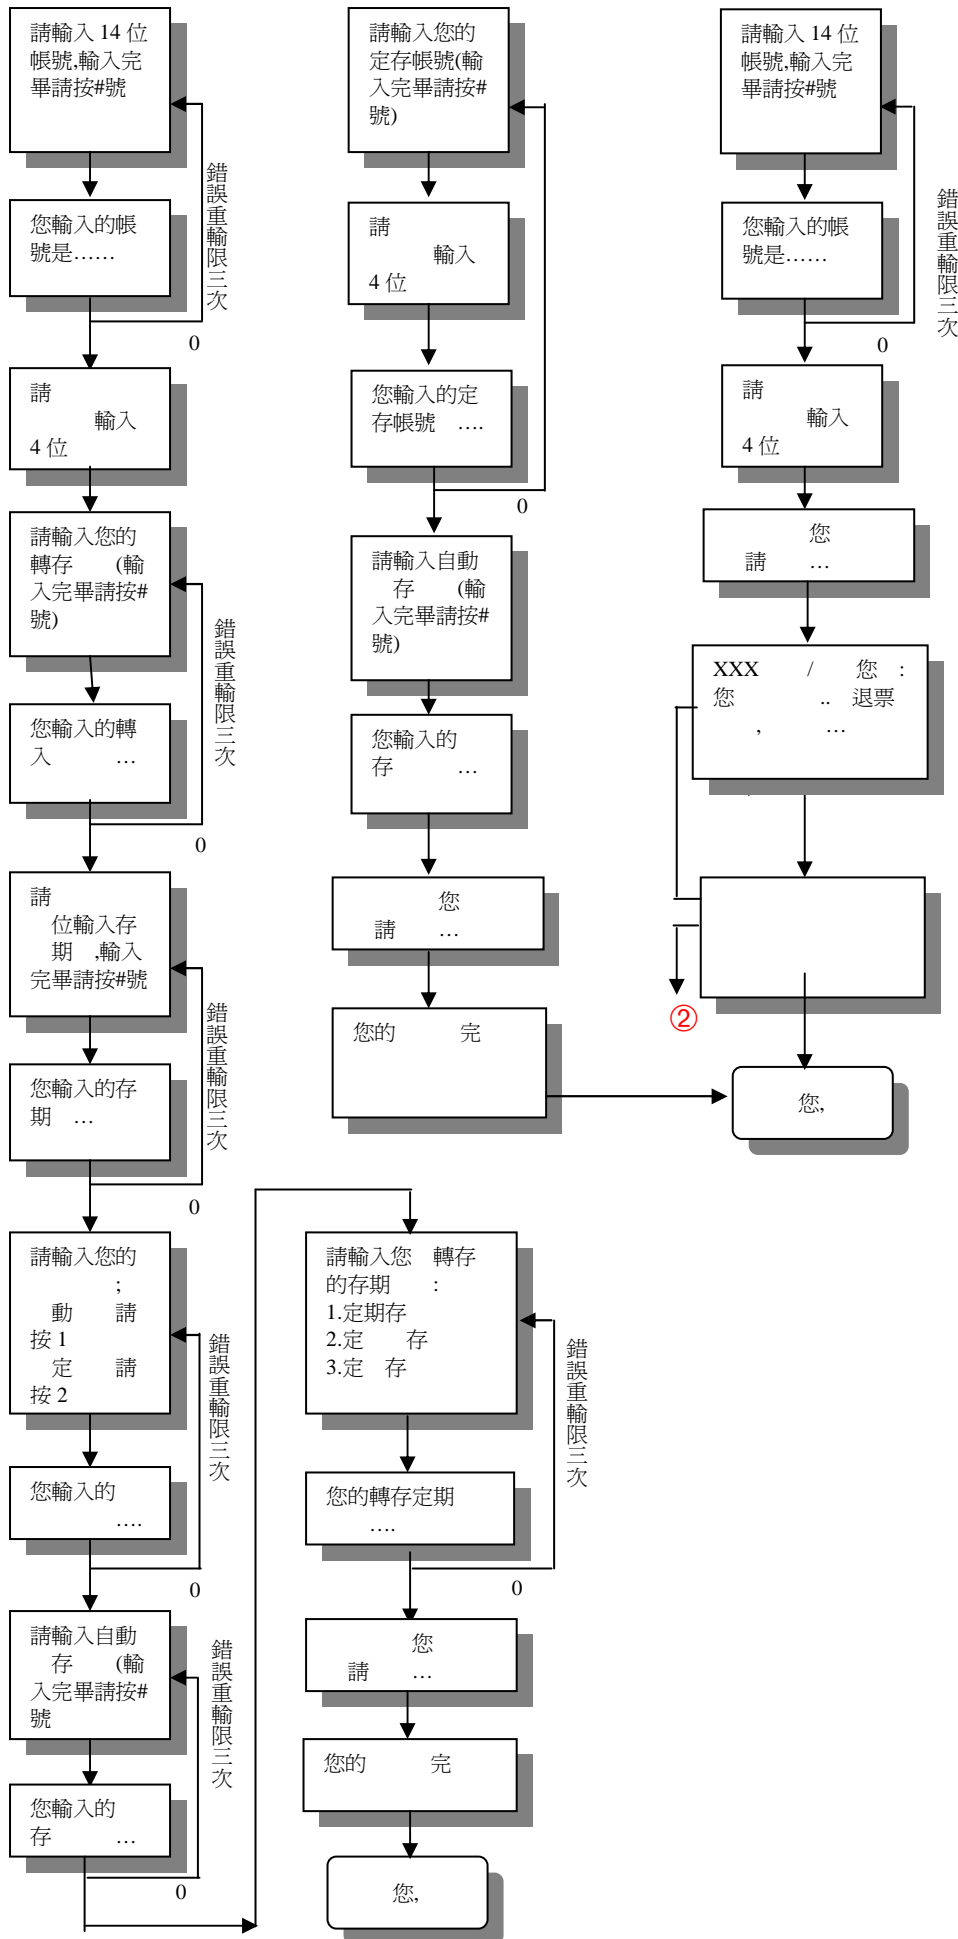 請輸入 14 位
帳號,輸入完
畢請按#號
您輸入的帳
號是……
錯誤重輸限三次
0
請
輸入
4 位
請輸入您的
轉存 (輸
入完畢請按#
號)
您輸入的轉
入 …
錯誤重輸限三次
0
請
位輸入存
期 ,輸入
完畢請按#號
您輸入的存
期 …
錯誤重輸限三次
0
請輸入您的
;
動 請
按 1
定 請
按 2
您輸入的
….
錯誤重輸限三次
0
請輸入自動
存 (輸
入完畢請按#
號
您輸入的
存 …
錯誤重輸限三次
0
請輸入您的
定存帳號(輸
入完畢請按#
號)
請
輸入
4 位
您輸入的定
存帳號 ….
0
請輸入自動
存 (輸
入完畢請按#
號)
您輸入的
存 …
您
請 …
您的 完
請輸入您 轉存
的存期 :
1.定期存
2.定 存
3.定 存
您的轉存定期
….
錯誤重輸限三次
0
您
請 …
您的 完
您,
請輸入 14 位
帳號,輸入完
畢請按#號
您輸入的帳
號是……
錯誤重輸限三次
0
請
輸入
4 位
您
請 …
XXX / 您 :
您 .. 退票
, …
②
您,